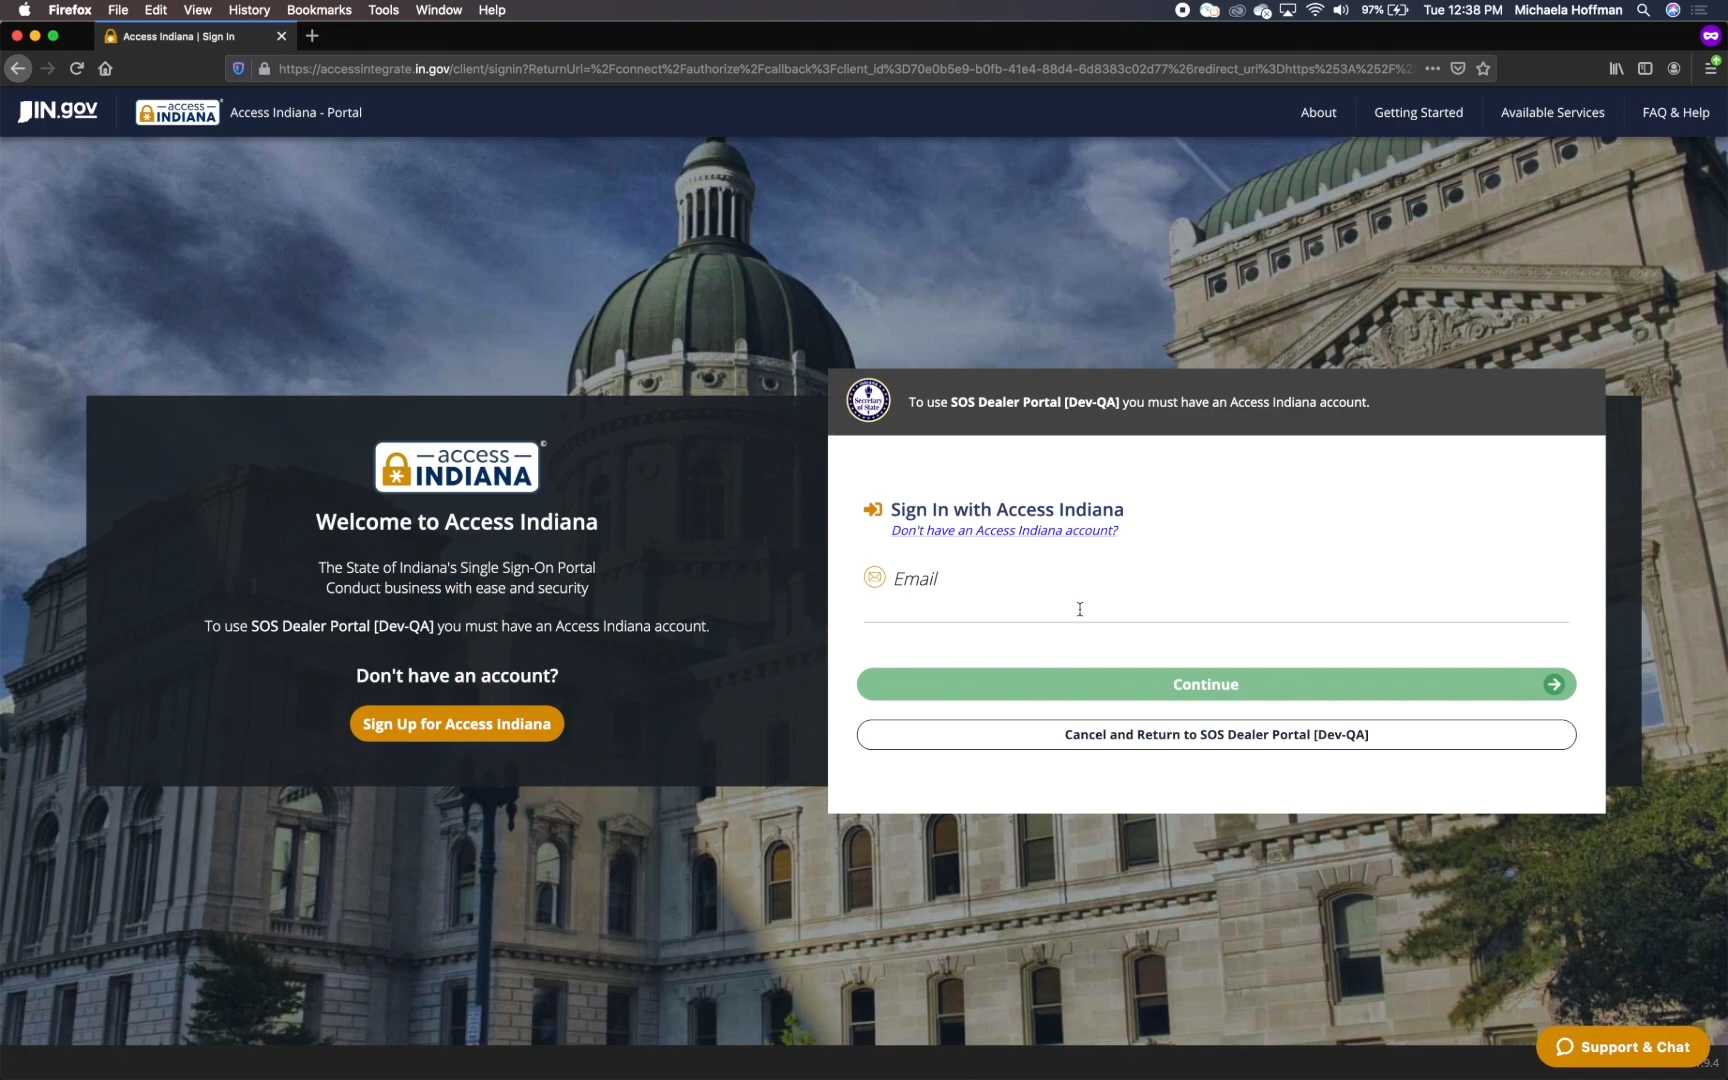 Firefox File Edit View History Bookmarks Tools Window Help
97% Tue 12:38 PM Michaela Hoffman
Access Indiana | Sign In
https://accessintegrate.in.gov/client/signin?ReturnUrl=%2Fconnect%2Fauthorize%2Fcallback%3Fclient_id%3D70e0b5e9-b0fb-41e4-88d4-6d8383c02d77%26redirect_uri%3Dhttps%253A%252F%2
IN.gov access INDIANA Access Indiana - Portal
About Getting Started Available Services FAQ & Help
access INDIANA
Welcome to Access Indiana
The State of Indiana's Single Sign-On Portal
Conduct business with ease and security
To use SOS Dealer Portal [Dev-QA] you must have an Access Indiana account.
Don't have an account?
Sign Up for Access Indiana
Secretary of State
To use SOS Dealer Portal [Dev-QA] you must have an Access Indiana account.
Sign In with Access Indiana
Don't have an Access Indiana account?
Email
Continue
Cancel and Return to SOS Dealer Portal [Dev-QA]
Support & Chat